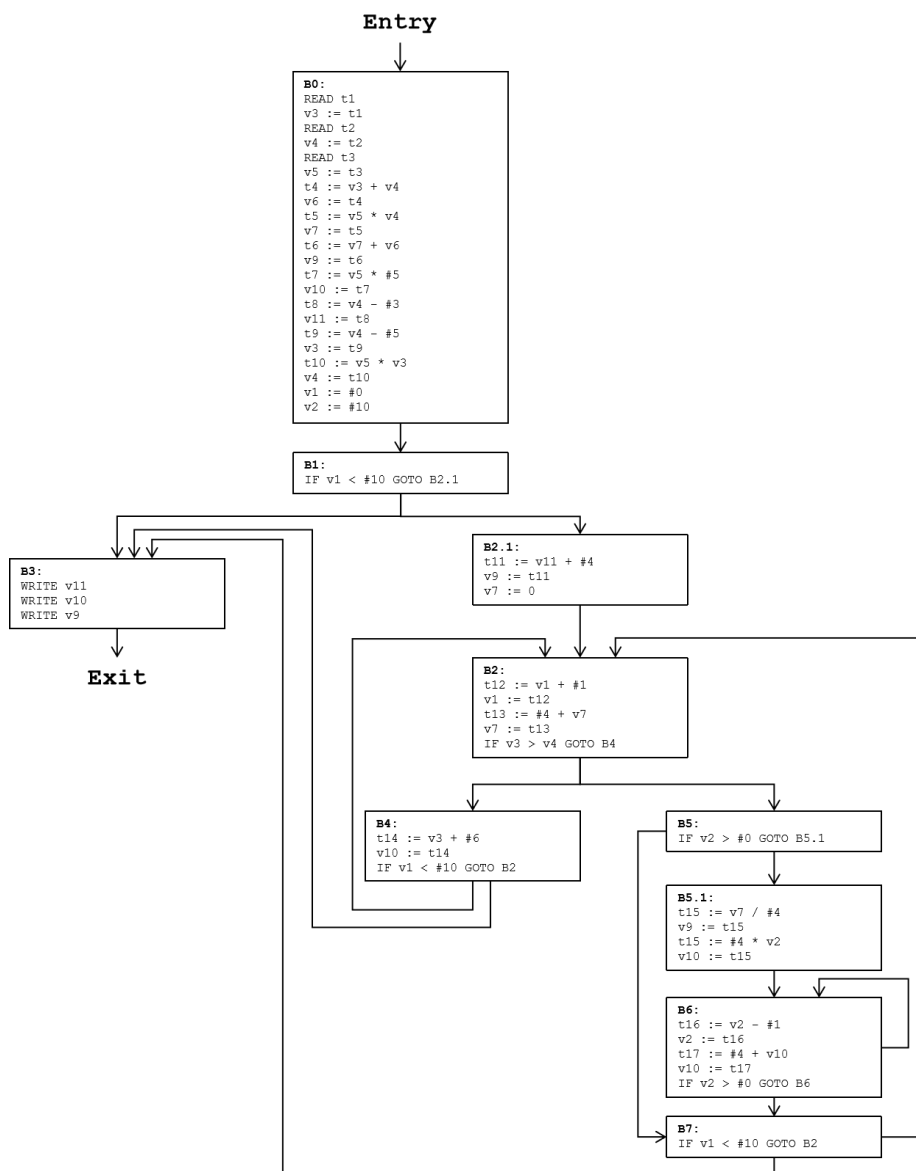 Entry
B0:
READ t1
v3 := t1
READ t2
v4 := t2
READ t3
v5 := t3
t4 := v3 + v4
v6 := t4
t5 := v5 * v4
v7 := t5
t6 := v7 + v6
v9 := t6
t7 := v5 * #5
v10 := t7
t8 := v4 - #3
v11 := t8
t9 := v4 - #5
v3 := t9
t10 := v5 * v3
v4 := t10
v1 := #0
v2 := #10
B1:
IF v1 < #10 GOTO B2.1
B3:
WRITE v11
WRITE v10
WRITE v9
Exit
B2.1:
t11 := v11 + #4
v9 := t11
v7 := 0
B2:
t12 := v1 + #1
v1 := t12
t13 := #4 + v7
v7 := t13
IF v3 > v4 GOTO B4
B4:
t14 := v3 + #6
v10 := t14
IF v1 < #10 GOTO B2
B5:
IF v2 > #0 GOTO B5.1
B5.1:
t15 := v7 / #4
v9 := t15
t15 := #4 * v2
v10 := t15
B6:
t16 := v2 - #1
v2 := t16
t17 := #4 + v10
v10 := t17
IF v2 > #0 GOTO B6
B7:
IF v1 < #10 GOTO B2